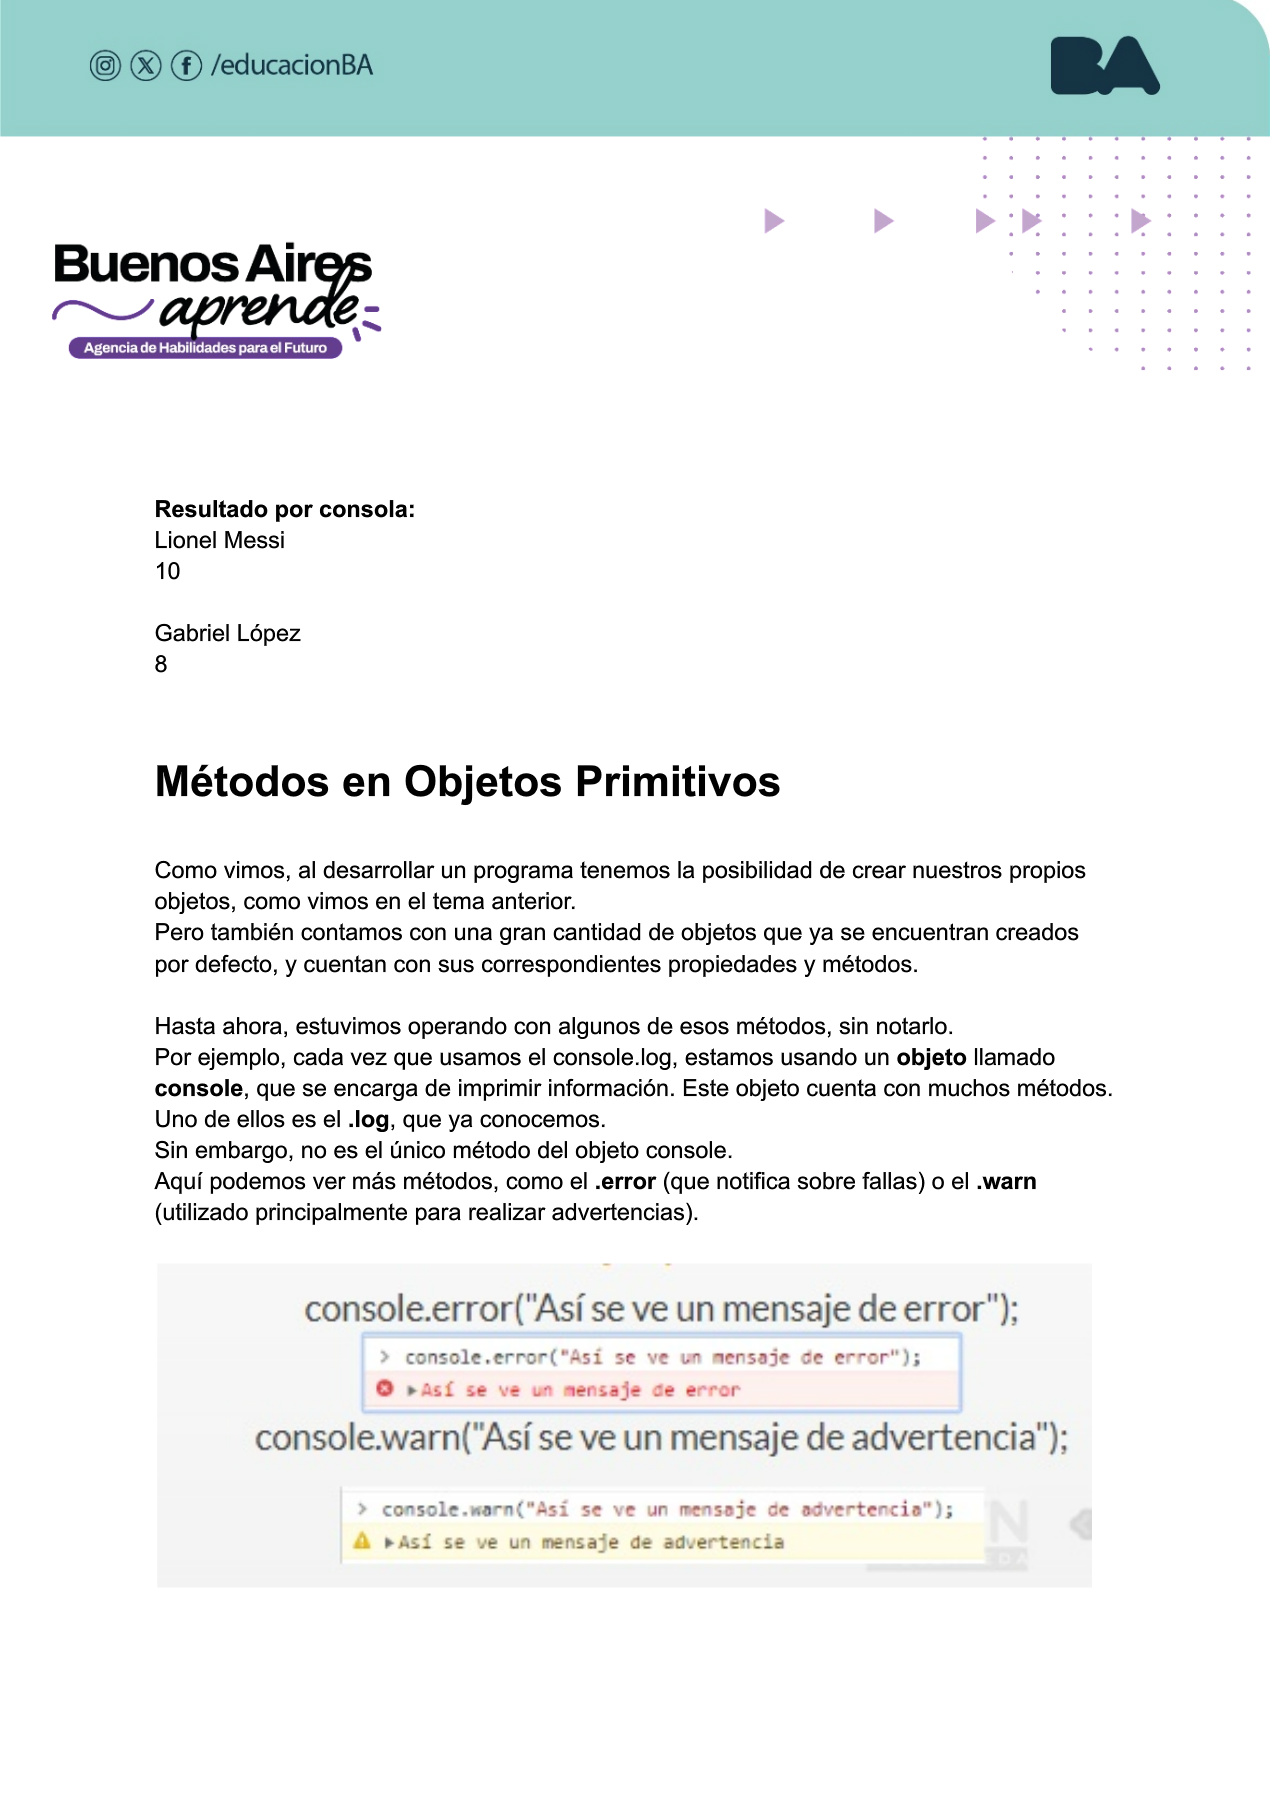 /educacionBA
BA
Buenos Aires
aprende
Agencia de Habilidades para el Futuro
Resultado por consola:
Lionel Messi
10
Gabriel López
8
Métodos en Objetos Primitivos
Como vimos, al desarrollar un programa tenemos la posibilidad de crear nuestros propios
objetos, como vimos en el tema anterior.
Pero también contamos con una gran cantidad de objetos que ya se encuentran creados
por defecto, y cuentan con sus correspondientes propiedades y métodos.
Hasta ahora, estuvimos operando con algunos de esos métodos, sin notarlo.
Por ejemplo, cada vez que usamos el console.log, estamos usando un objeto llamado
console, que se encarga de imprimir información. Este objeto cuenta con muchos métodos.
Uno de ellos es el .log, que ya conocemos.
Sin embargo, no es el único método del objeto console.
Aquí podemos ver más métodos, como el .error (que notifica sobre fallas) o el .warn
(utilizado principalmente para realizar advertencias).
console.error("Así se ve un mensaje de error");
> console.error("Así se ve un mensaje de error");
Así se ve un mensaje de error
console.warn("Así se ve un mensaje de advertencia");
> console.warn("Así se ve un mensaje de advertencia");
Así se ve un mensaje de advertencia